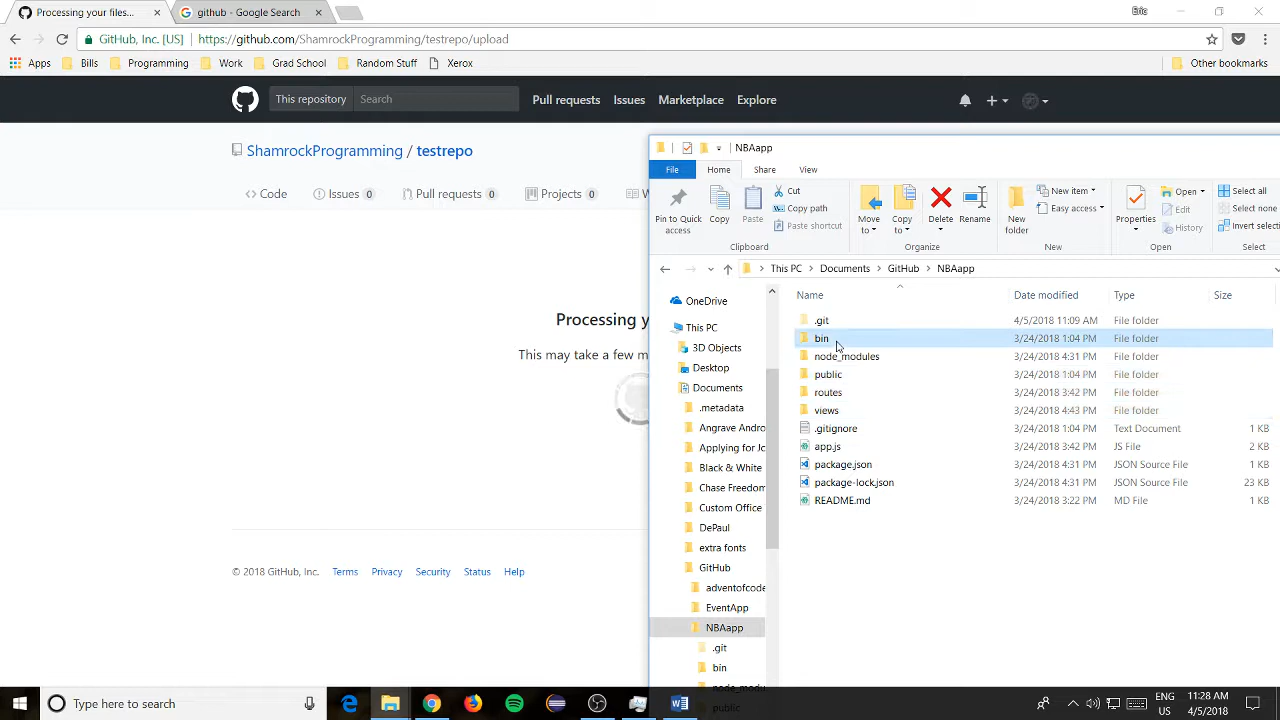 Processing your files...
github - Google Search
Eric
GitHub, Inc. [US]
https://github.com/ShamrockProgramming/testrepo/upload
Apps
Bills
Programming
Work
Grad School
Random Stuff
Xerox
Other bookmarks
This repository
Search
Pull requests
Issues
Marketplace
Explore
ShamrockProgramming / testrepo
<> Code
Issues 0
Pull requests 0
Projects 0
W
Processing y
This may take a few m
© 2018 GitHub, Inc.
Terms
Privacy
Security
Status
Help
NBAapp
File
Home
Share
View
Pin to Quick
access
Copy
Paste
Cut
Copy path
Paste shortcut
Clipboard
Move
to
Copy
to
Delete
Rename
Organize
New
folder
New item
Easy access
New
Properties
Open
Edit
History
Open
Select all
Select none
Invert selecti
Select
This PC > Documents > GitHub > NBAapp
OneDrive
This PC
3D Objects
Desktop
Documents
.metadata
Angrave Andro
Applying for Jo
Black & White
Chase Freedom
Custom Office
DePaul
extra fonts
GitHub
adventofcode
EventApp
NBAapp
.git
bin
node_modu
public
Name Date modified Type Size
.git 4/5/2018 11:09 AM File folder
bin 3/24/2018 1:04 PM File folder
node_modules 3/24/2018 4:31 PM File folder
public 3/24/2018 1:04 PM File folder
routes 3/24/2018 3:42 PM File folder
views 3/24/2018 4:43 PM File folder
.gitignore 3/24/2018 1:04 PM Text Document 1 KB
app.js 3/24/2018 3:42 PM JS File 2 KB
package.json 3/24/2018 4:31 PM JSON Source File 1 KB
package-lock.json 3/24/2018 4:31 PM JSON Source File 23 KB
README.md 3/24/2018 3:22 PM MD File 1 KB
Type here to search
ENG
US
11:28 AM
4/5/2018